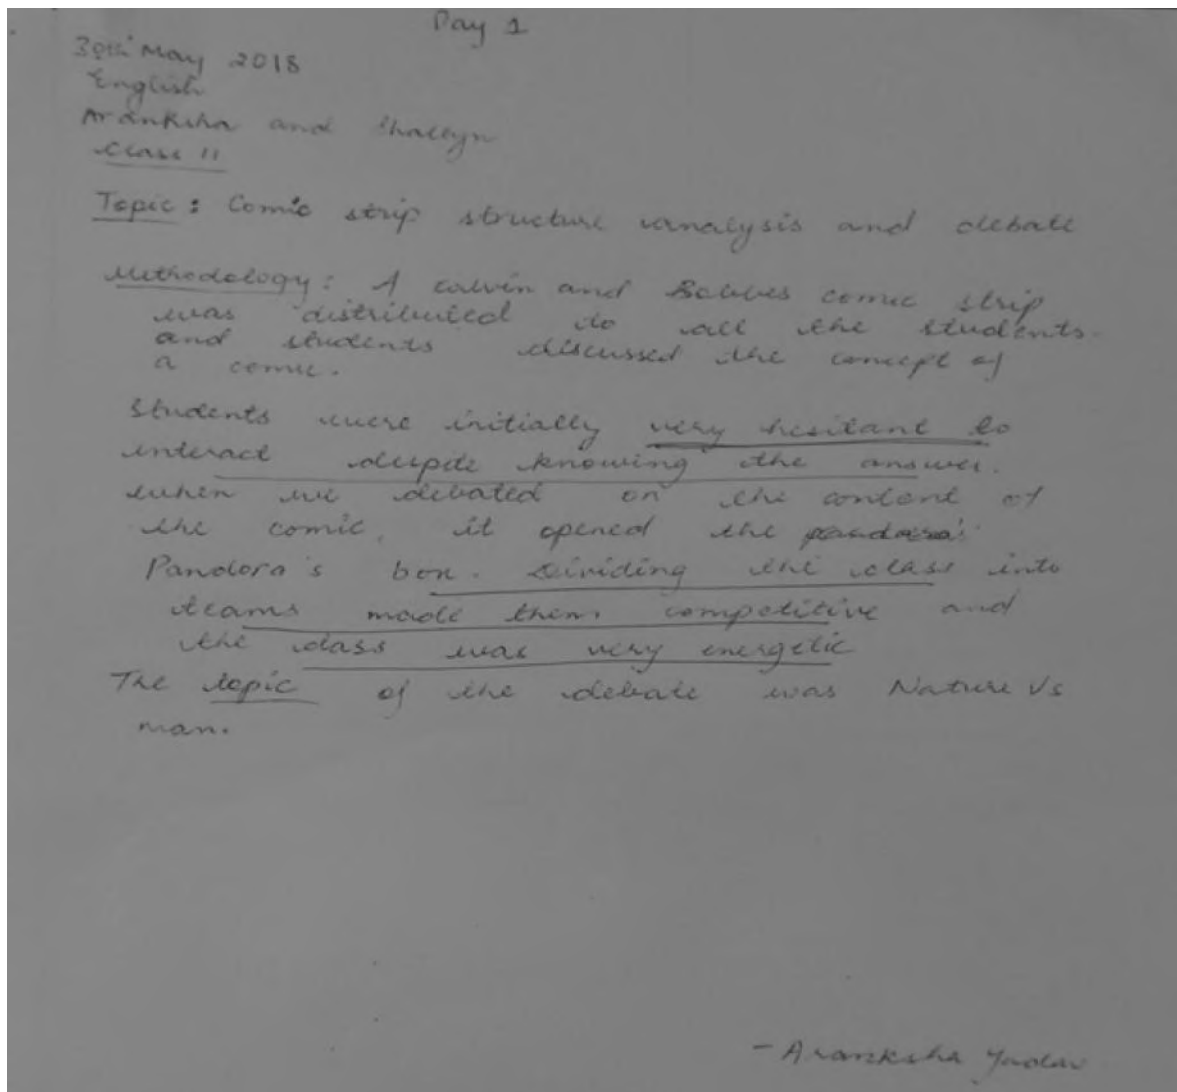 Day 1
30th May 2018
English
Aranksha and Shallyn
Class 11
Topic: Comic strip structure analysis and debate
Methodology: A calvin and Hobbes comic strip
was distributed to all the students.
and students discussed the concept of
a comic.
Students were initially very hesitant to
interact despite knowing the answer.
When we debated on the content of
the comic, it opened the
Pandora's box. Dividing the class into
teams made them competitive and
the class was very energetic
The topic of the debate was Nature Vs
man.
- Aranksha Yadav